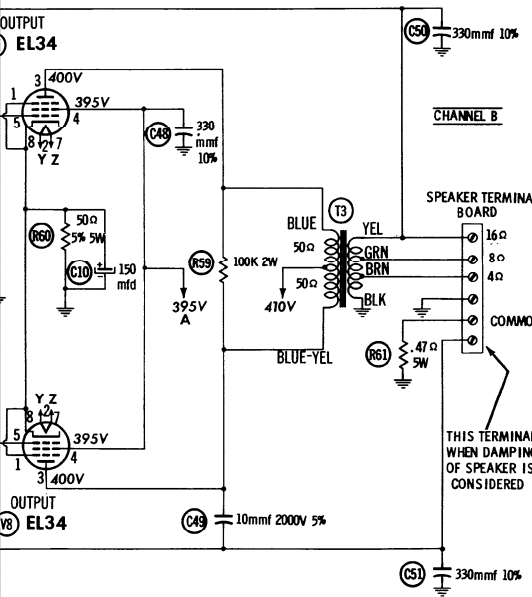 OUTPUT
EL34
3 400V
1
5
395V
4
8 2 7
Y Z
C48
330
mmf
10%
C50
330mmf 10%
CHANNEL B
R60
50Ω
5% 5W
C10
150
mfd
395V
A
R59
100K 2W
T3
BLUE
50Ω
50Ω
410V
BLUE-YEL
YEL
GRN
BRN
BLK
SPEAKER TERMINA
BOARD
16Ω
8Ω
4Ω
COMMO
R61
.47Ω
5W
THIS TERMINAL
WHEN DAMPING
OF SPEAKER IS
CONSIDERED
Y Z
8 2 7
5
1
395V
4
3 400V
OUTPUT
V8 EL34
C49
10mmf 2000V 5%
C51
330mmf 10%